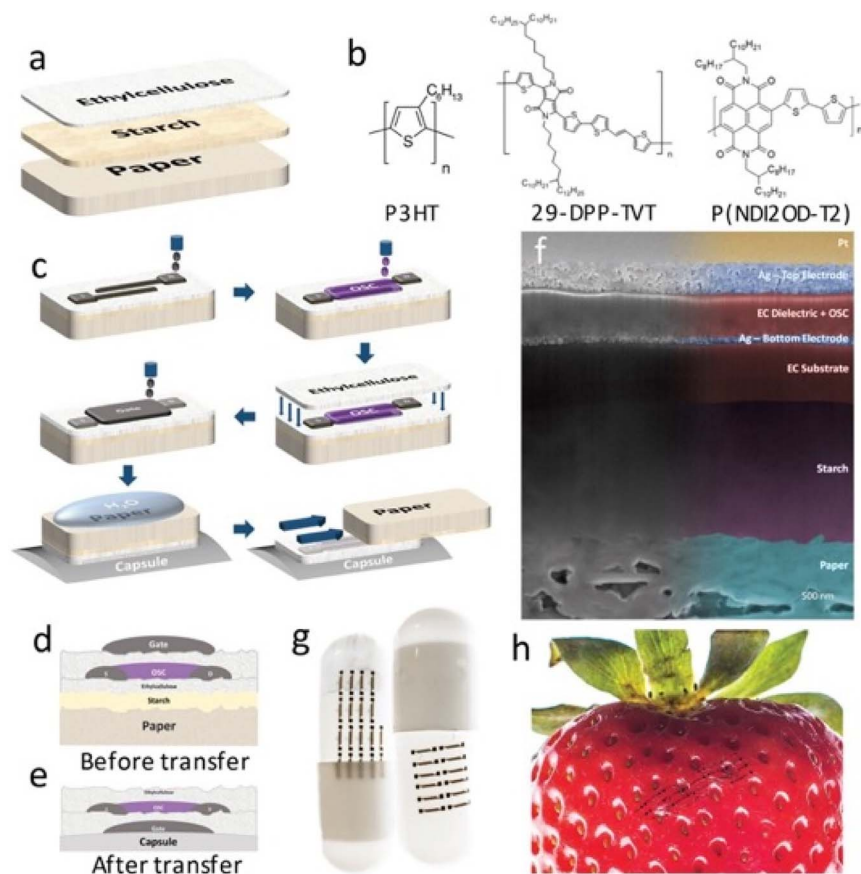 a
Ethylcellulose
Starch
Paper
b
C6H13
S
n
P3HT
C12H25
C10H21
N
O
S
S
S
S
O
N
C10H21
C12H25
n
29-DPP-TVT
C10H21
C8H17
O
N
O
S
S
n
O
N
O
C8H17
C10H21
P(NDI2OD-T2)
c
OSC
Ethylcellulose
OSC
Gate
H2O
Paper
Capsule
Paper
Capsule
f
Pt
Ag – Top Electrode
EC Dielectric + OSC
Ag – Bottom Electrode
EC Substrate
Starch
Paper
500 nm
d
Gate
S
OSC
D
Ethylcellulose
Starch
Paper
Before transfer
e
Ethylcellulose
OSC
Gate
Capsule
After transfer
g
h